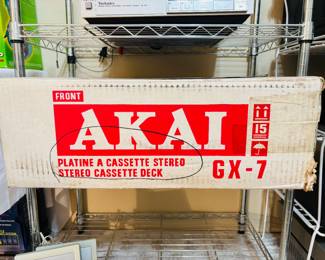 Technics
FRONT
AKAI
15
PLATINE A CASSETTE STEREO
STEREO CASSETTE DECK
GX-7